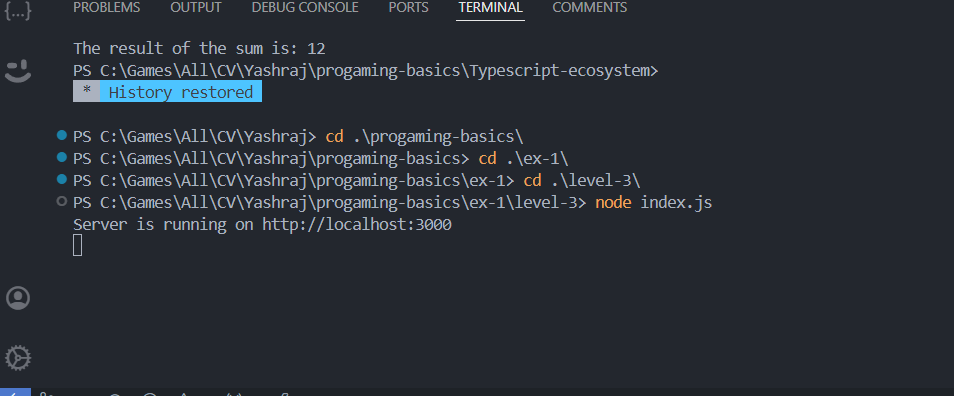 PROBLEMS OUTPUT DEBUG CONSOLE PORTS TERMINAL COMMENTS
The result of the sum is: 12
PS C:\Games\All\CV\Yashraj\progaming-basics\Typescript-ecosystem>
* History restored
PS C:\Games\All\CV\Yashraj> cd .\progaming-basics\
PS C:\Games\All\CV\Yashraj\progaming-basics> cd .\ex-1\
PS C:\Games\All\CV\Yashraj\progaming-basics\ex-1> cd .\level-3\
PS C:\Games\All\CV\Yashraj\progaming-basics\ex-1\level-3> node index.js
Server is running on http://localhost:3000